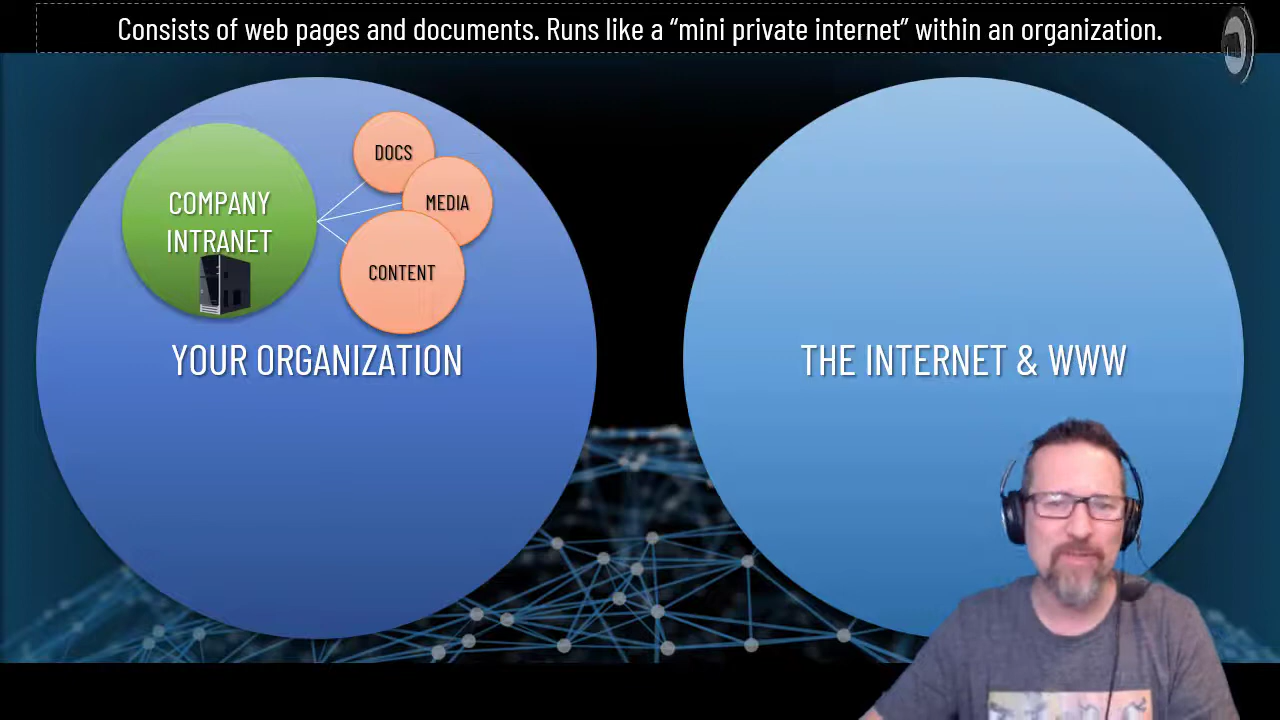 Consists of web pages and documents. Runs like a “mini private internet” within an organization.
COMPANY
INTRANET
DOCS
MEDIA
CONTENT
YOUR ORGANIZATION
THE INTERNET & WWW